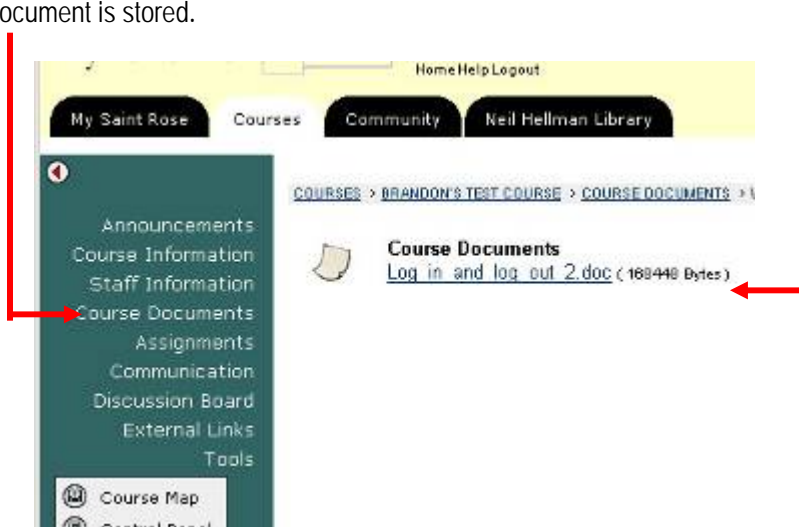 ocument is stored.
Home Help Logout
My Saint Rose Courses Community Neil Hellman Library
COURSES > BRANDON'S TEST COURSE > COURSE DOCUMENTS >
Announcements
Course Information
Staff Information
Course Documents
Assignments
Communication
Discussion Board
External Links
Tools
Course Documents
Log in and log out 2.doc ( 168448 Bytes )
Course Map
Control Panel